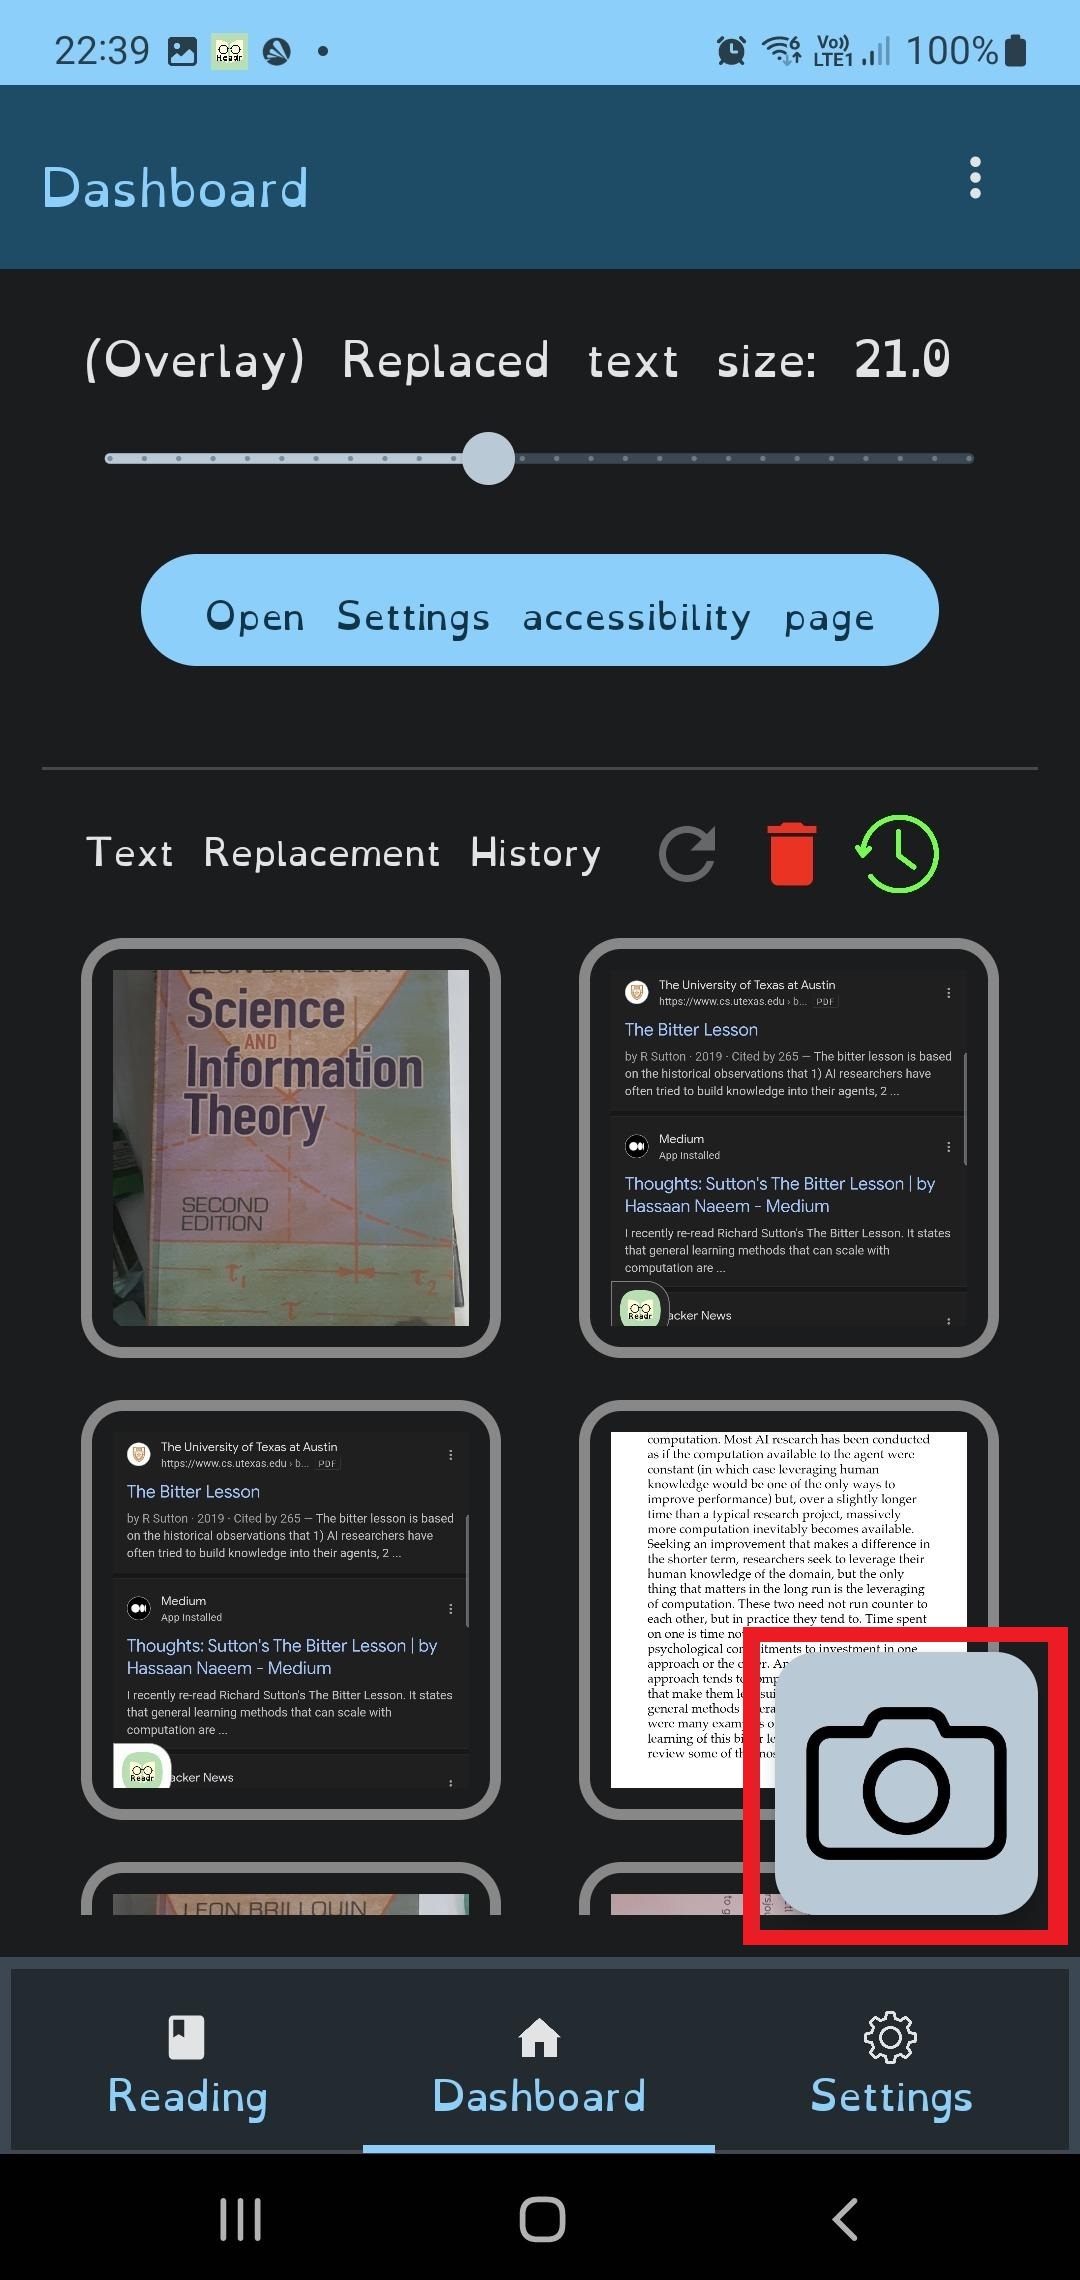 22:39
Readr
Vo))
LTE1
100%
Dashboard
(Overlay) Replaced text size: 21.0
Open Settings accessibility page
Text Replacement History
LEON BRILLOUIN
Science
AND
Information
Theory
SECOND
EDITION
τ1
τ2
τ
The University of Texas at Austin
https://www.cs.utexas.edu › b... PDF
The Bitter Lesson
by R Sutton · 2019 · Cited by 265 — The bitter lesson is based
on the historical observations that 1) AI researchers have
often tried to build knowledge into their agents, 2 ...
Medium
App Installed
Thoughts: Sutton's The Bitter Lesson | by
Hassaan Naeem - Medium
I recently re-read Richard Sutton's The Bitter Lesson. It states
that general learning methods that can scale with
computation are ...
Readr
acker News
The University of Texas at Austin
https://www.cs.utexas.edu › b... PDF
The Bitter Lesson
by R Sutton · 2019 · Cited by 265 — The bitter lesson is based
on the historical observations that 1) AI researchers have
often tried to build knowledge into their agents, 2 ...
Medium
App Installed
Thoughts: Sutton's The Bitter Lesson | by
Hassaan Naeem - Medium
I recently re-read Richard Sutton's The Bitter Lesson. It states
that general learning methods that can scale with
computation are ...
Readr
acker News
computation. Most AI research has been conducted
as if the computation available to the agent were
constant (in which case leveraging human
knowledge would be one of the only ways to
improve performance) but, over a slightly longer
time than a typical research project, massively
more computation inevitably becomes available.
Seeking an improvement that makes a difference in
the shorter term, researchers seek to leverage their
human knowledge of the domain, but the only
thing that matters in the long run is the leveraging
of computation. These two need not run counter to
each other, but in practice they tend to. Time spent
on one is time no
psychological com itments to investment in one
approach or the o er. An
approach tends t omp
that make them le sui
general methods era
were many exam s o
learning of this bi r le
review some of th nos
LEON BRILLOUIN
to g
Reading
Dashboard
Settings